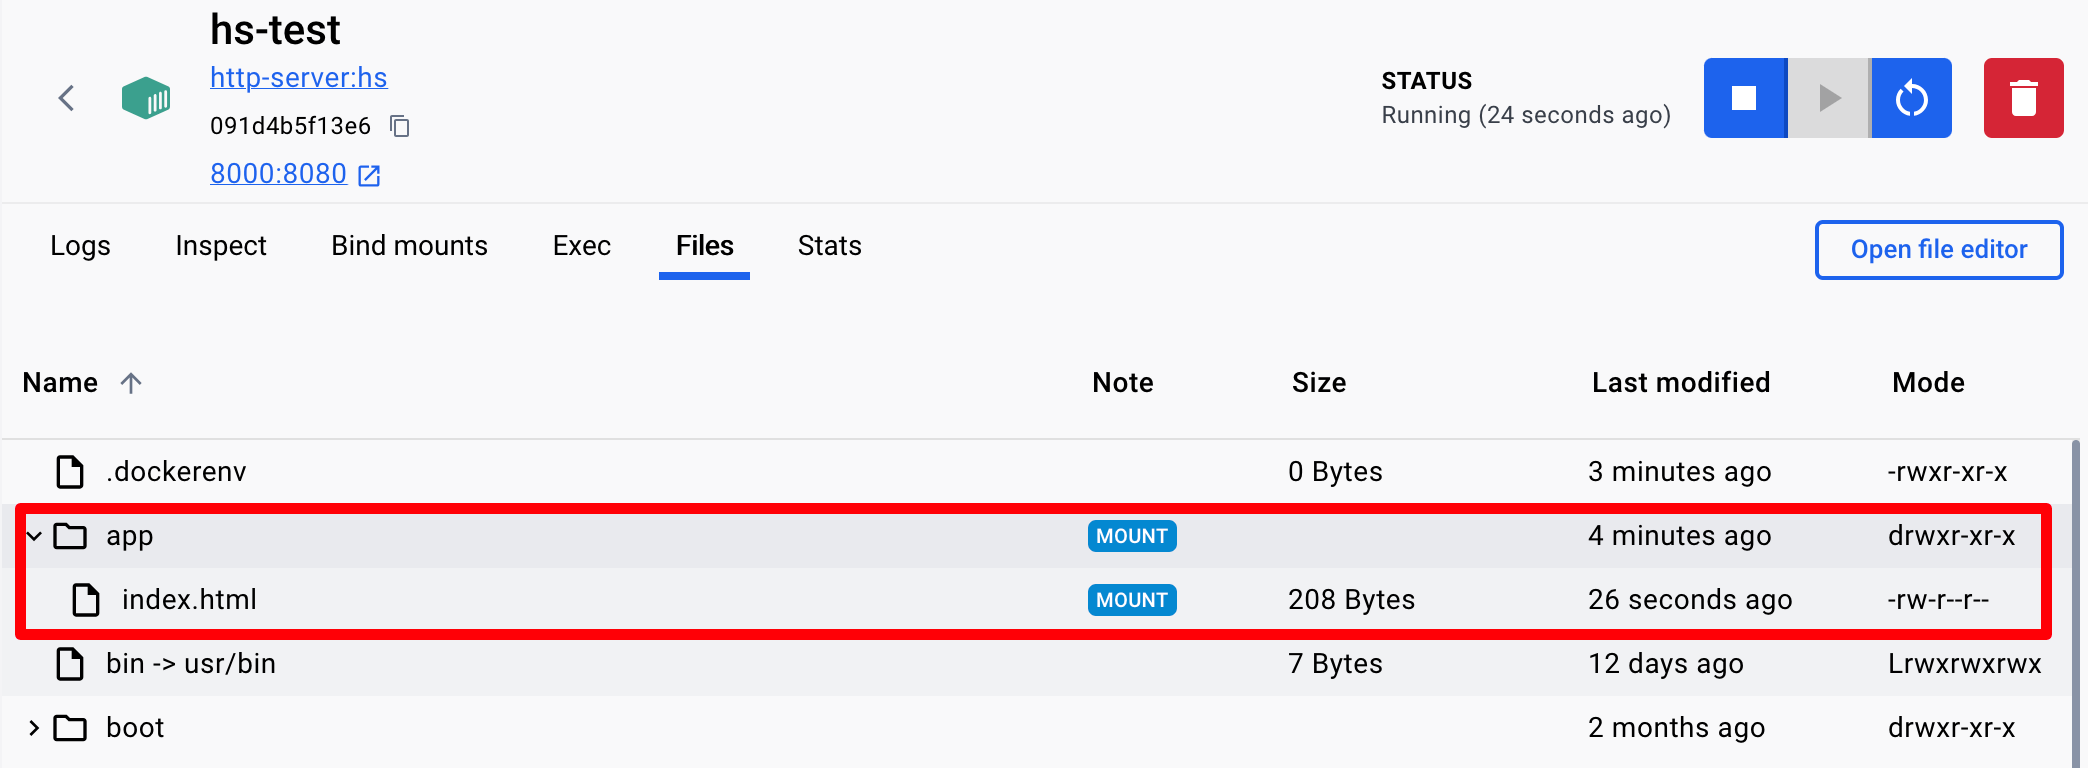 hs-test
http-server:hs
091d4b5f13e6
8000:8080
STATUS
Running (24 seconds ago)
Logs Inspect Bind mounts Exec Files Stats Open file editor
Name Note Size Last modified Mode
.dockerenv 0 Bytes 3 minutes ago -rwxr-xr-x
app MOUNT 4 minutes ago drwxr-xr-x
index.html MOUNT 208 Bytes 26 seconds ago -rw-r--r--
bin -> usr/bin 7 Bytes 12 days ago Lrwxrwxrwx
boot 2 months ago drwxr-xr-x